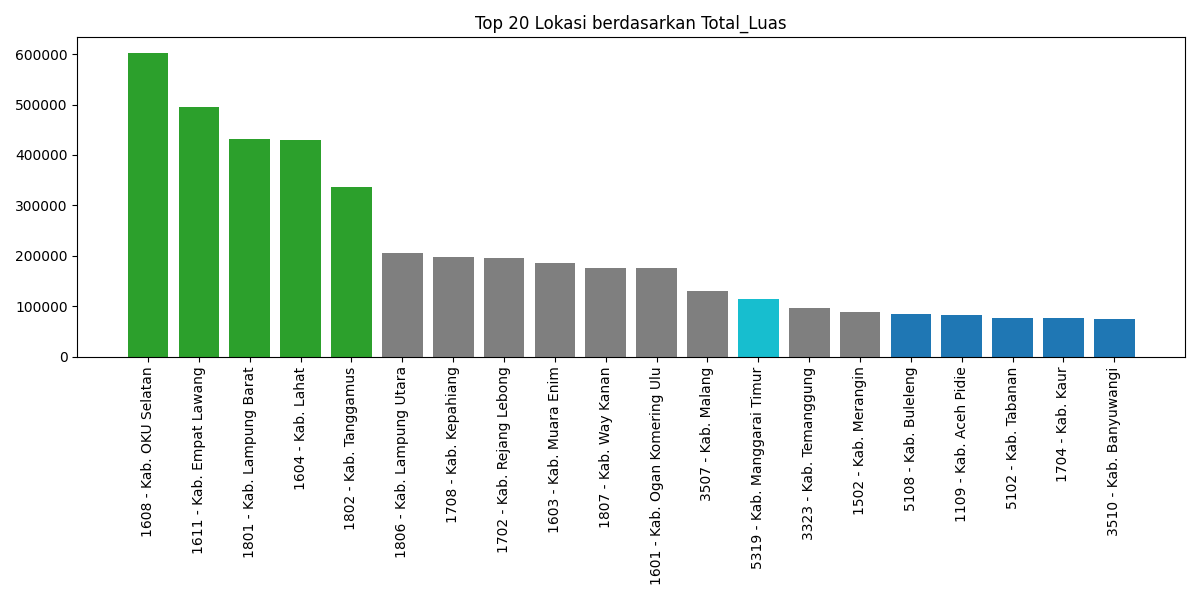 Top 20 Lokasi berdasarkan Total_Luas
600000
500000
400000
300000
200000
100000
0
1608 - Kab. OKU Selatan
1611 - Kab. Empat Lawang
1801 - Kab. Lampung Barat
1604 - Kab. Lahat
1802 - Kab. Tanggamus
1806 - Kab. Lampung Utara
1708 - Kab. Kepahiang
1702 - Kab. Rejang Lebong
1603 - Kab. Muara Enim
1807 - Kab. Way Kanan
1601 - Kab. Ogan Komering Ulu
3507 - Kab. Malang
5319 - Kab. Manggarai Timur
3323 - Kab. Temanggung
1502 - Kab. Merangin
5108 - Kab. Buleleng
1109 - Kab. Aceh Pidie
5102 - Kab. Tabanan
1704 - Kab. Kaur
3510 - Kab. Banyuwangi